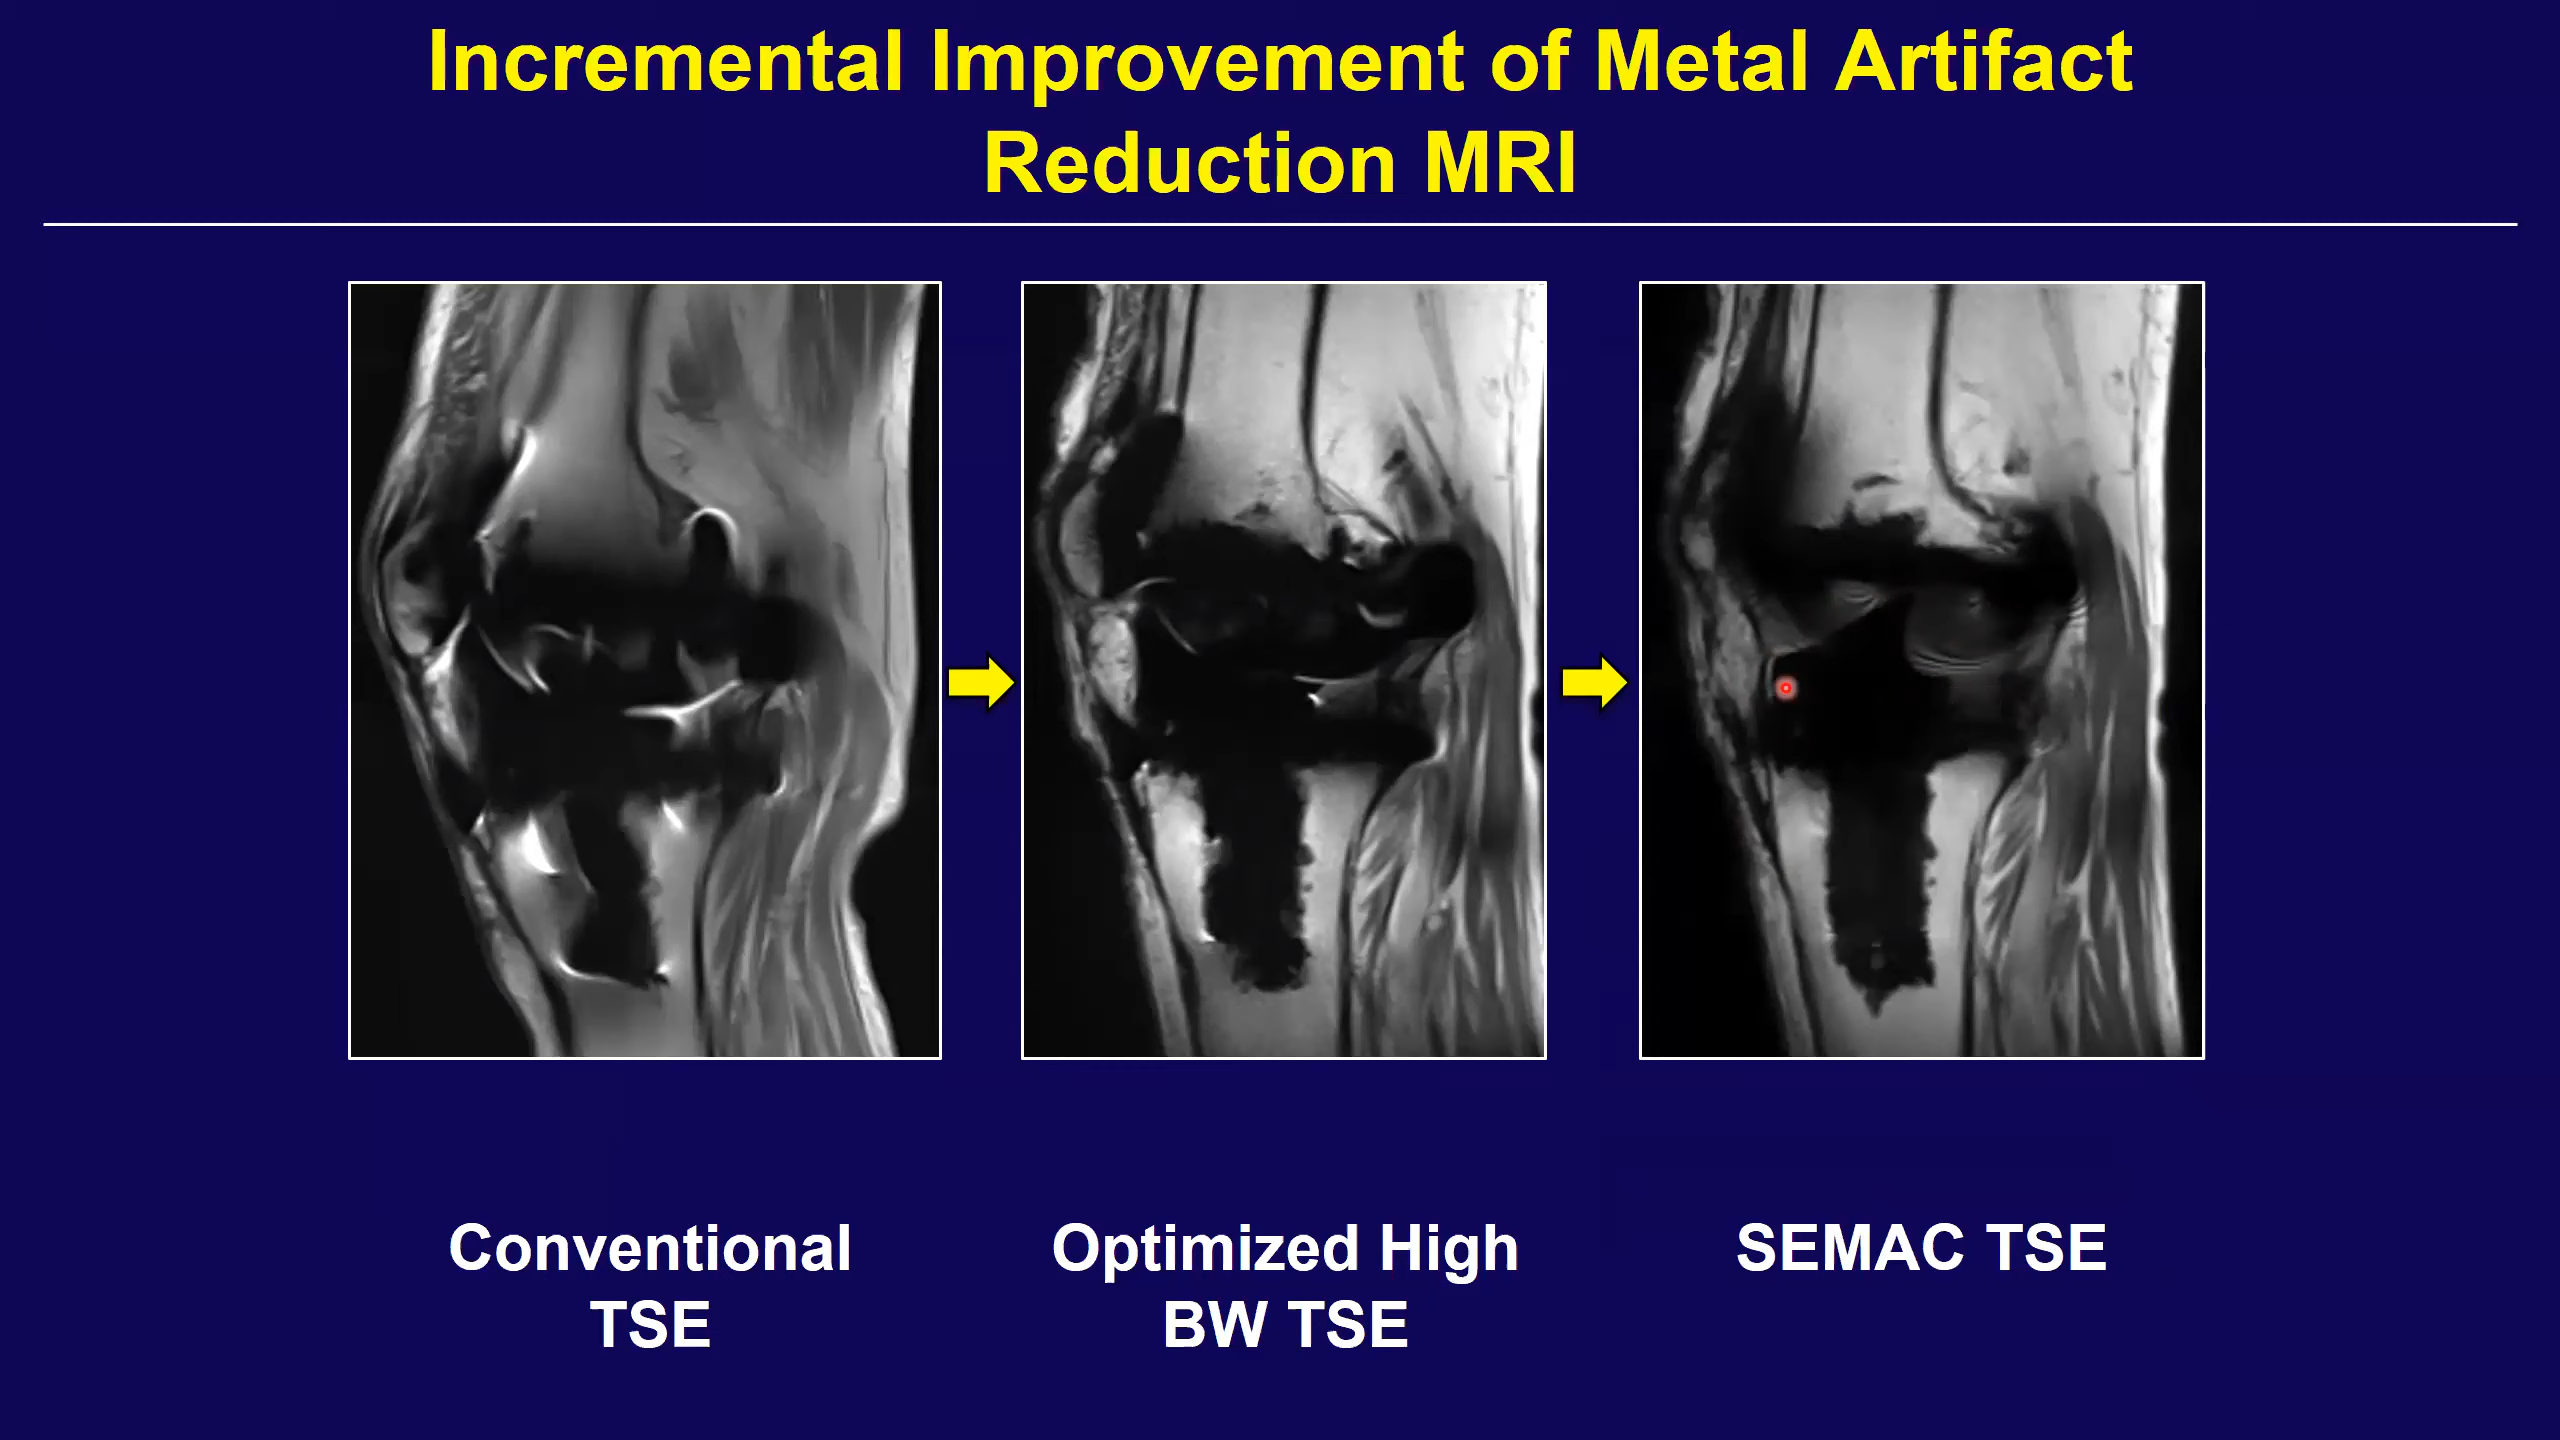 Incremental Improvement of Metal Artifact
Reduction MRI
Conventional
TSE
Optimized High
BW TSE
SEMAC TSE